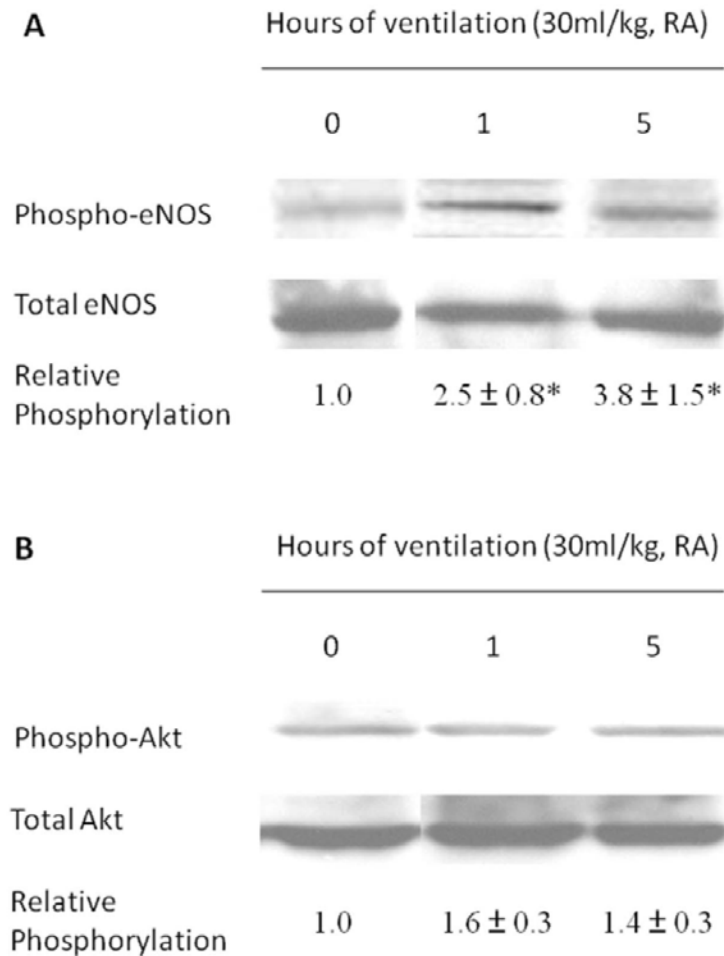 A
Hours of ventilation (30ml/kg, RA)
0 1 5
Phospho-eNOS
Total eNOS
Relative
Phosphorylation
1.0 2.5 ± 0.8* 3.8 ± 1.5*
B
Hours of ventilation (30ml/kg, RA)
0 1 5
Phospho-Akt
Total Akt
Relative
Phosphorylation
1.0 1.6 ± 0.3 1.4 ± 0.3